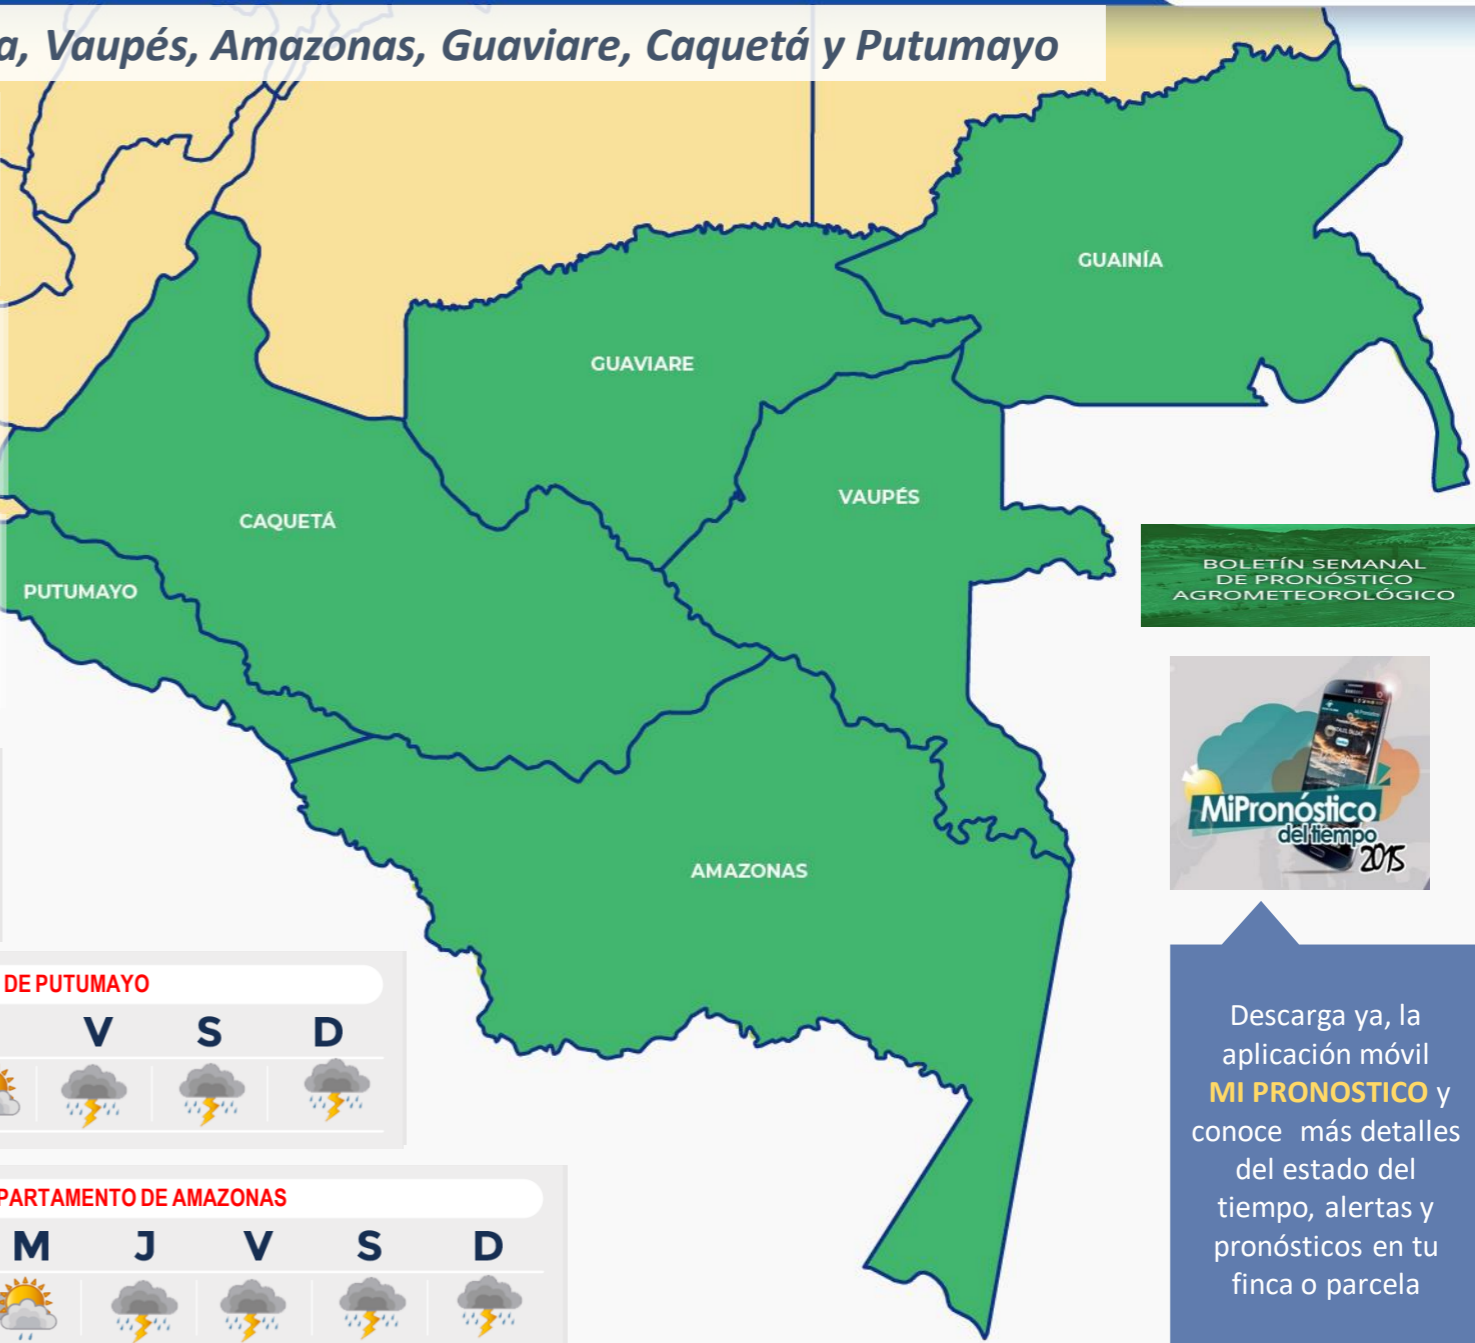 a, Vaupés, Amazonas, Guaviare, Caquetá y Putumayo
GUAINÍA
GUAVIARE
VAUPÉS
CAQUETÁ
PUTUMAYO
AMAZONAS
BOLETÍN SEMANAL
DE PRONÓSTICO
AGROMETEOROLÓGICO
MiPronóstico
del tiempo
2015
DE PUTUMAYO
V S D
PARTAMENTO DE AMAZONAS
M J V S D
Descarga ya, la
aplicación móvil
MI PRONOSTICO y
conoce más detalles
del estado del
tiempo, alertas y
pronósticos en tu
finca o parcela